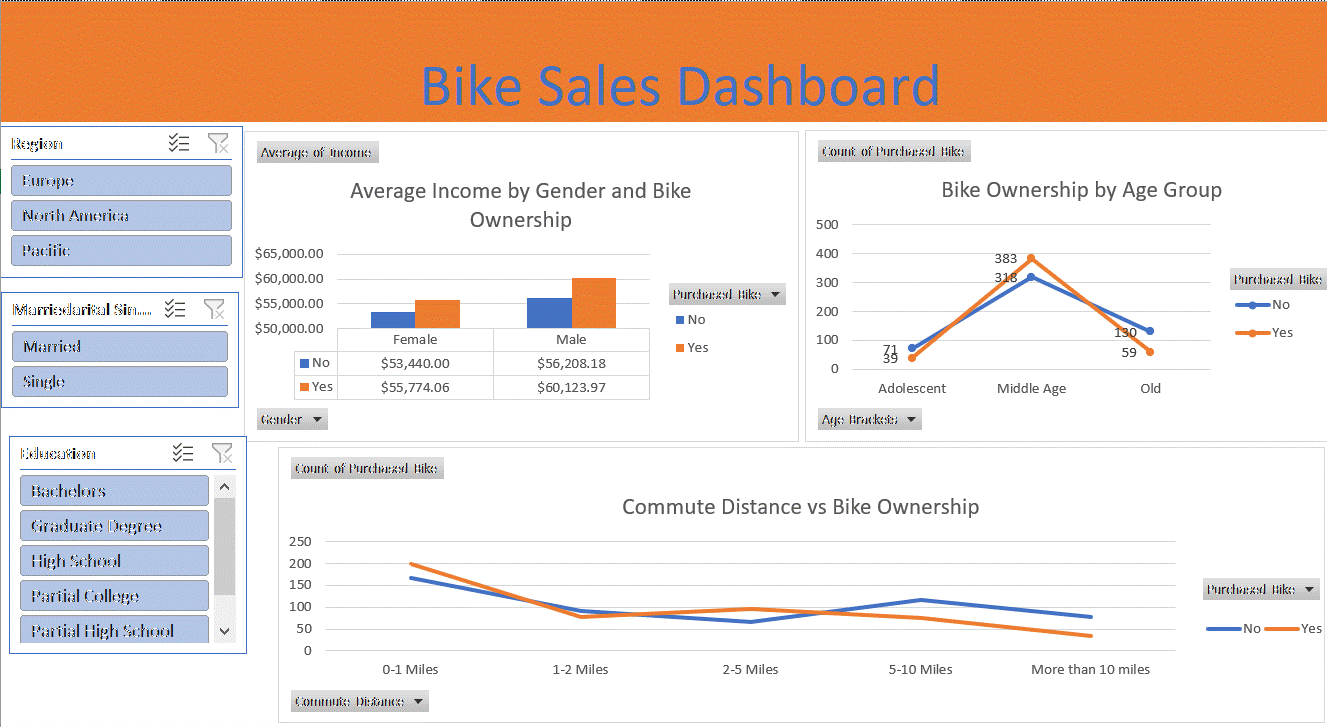 Bike Sales Dashboard
Region
Europe
North America
Pacific
Marriedarital Sin.....
Married
Single
Education
Bachelors
Graduate Degree
High School
Partial College
Partial High School
Average of Income
Average Income by Gender and Bike
Ownership
$65,000.00
$60,000.00
$55,000.00
$50,000.00
Female Male
No $53,440.00 $56,208.18
Yes $55,774.06 $60,123.97
Purchased Bike
No
Yes
Gender
Count of Purchased Bike
Bike Ownership by Age Group
500
400
300
200
100
0
383
318
71
39
130
59
Adolescent Middle Age Old
Purchased Bike
No
Yes
Age Brackets
Count of Purchased Bike
Commute Distance vs Bike Ownership
250
200
150
100
50
0
0-1 Miles 1-2 Miles 2-5 Miles 5-10 Miles More than 10 miles
Purchased Bike
No Yes
Commute Distance